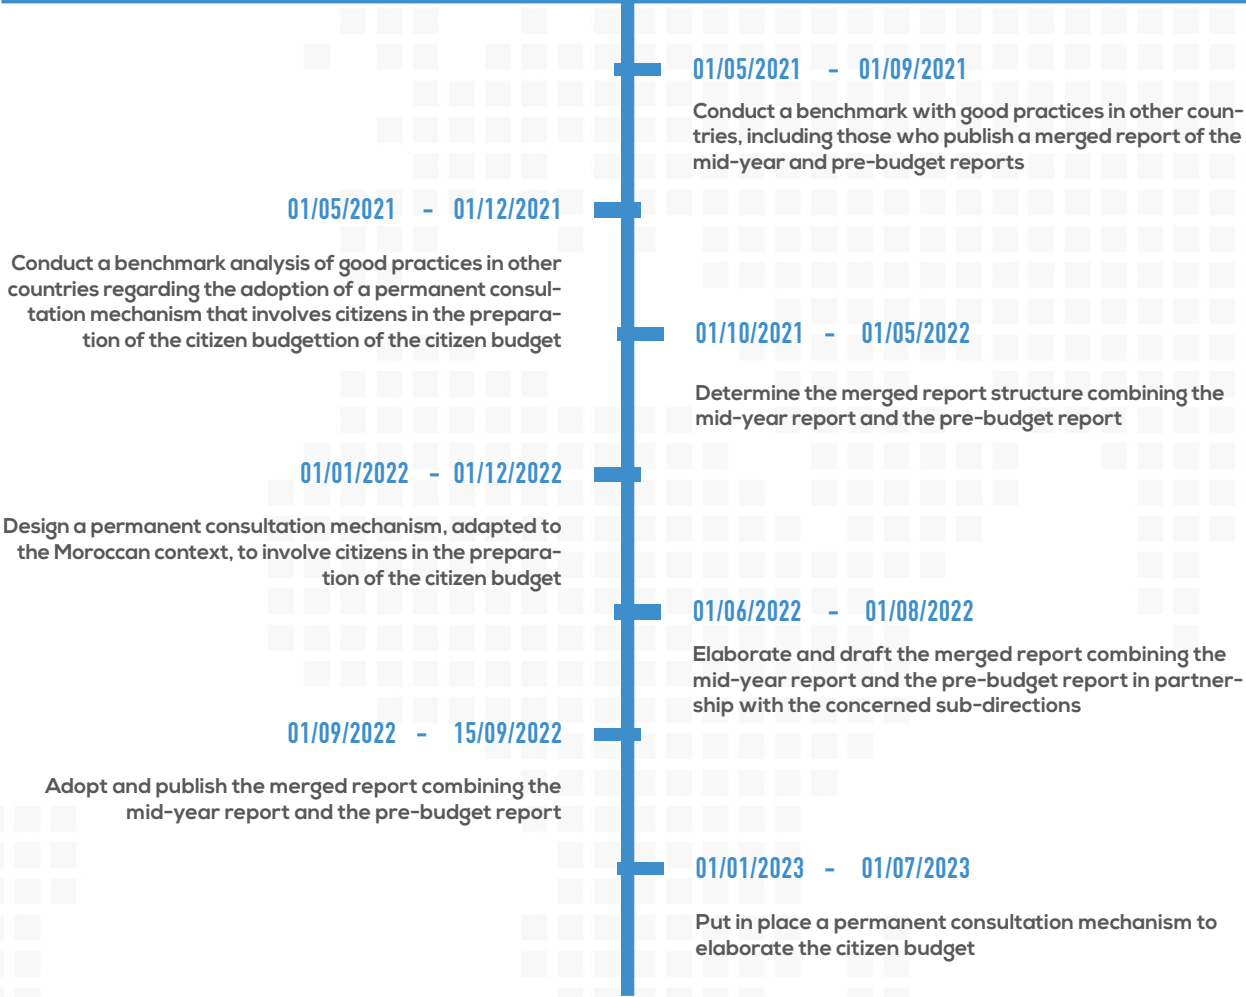 01/05/2021 - 01/09/2021
Conduct a benchmark with good practices in other coun-
tries, including those who publish a merged report of the
mid-year and pre-budget reports
01/05/2021 - 01/12/2021
Conduct a benchmark analysis of good practices in other
countries regarding the adoption of a permanent consul-
tation mechanism that involves citizens in the prepara-
tion of the citizen budgettion of the citizen budget
01/10/2021 - 01/05/2022
Determine the merged report structure combining the
mid-year report and the pre-budget report
01/01/2022 - 01/12/2022
Design a permanent consultation mechanism, adapted to
the Moroccan context, to involve citizens in the prepara-
tion of the citizen budget
01/06/2022 - 01/08/2022
Elaborate and draft the merged report combining the
mid-year report and the pre-budget report in partner-
ship with the concerned sub-directions
01/09/2022 - 15/09/2022
Adopt and publish the merged report combining the
mid-year report and the pre-budget report
01/01/2023 - 01/07/2023
Put in place a permanent consultation mechanism to
elaborate the citizen budget